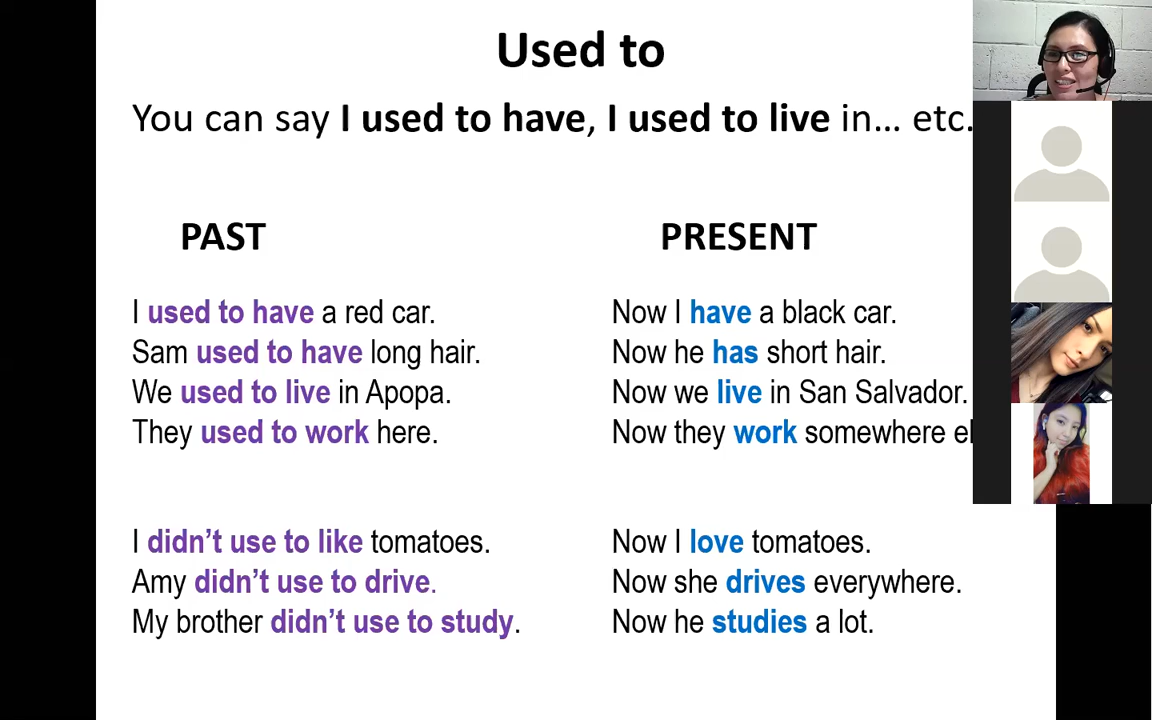 Used to
You can say I used to have, I used to live in… etc.
PAST
PRESENT
I used to have a red car.
Now I have a black car.
Sam used to have long hair.
Now he has short hair.
We used to live in Apopa.
Now we live in San Salvador.
They used to work here.
Now they work somewhere el
I didn’t use to like tomatoes.
Now I love tomatoes.
Amy didn’t use to drive.
Now she drives everywhere.
My brother didn’t use to study.
Now he studies a lot.